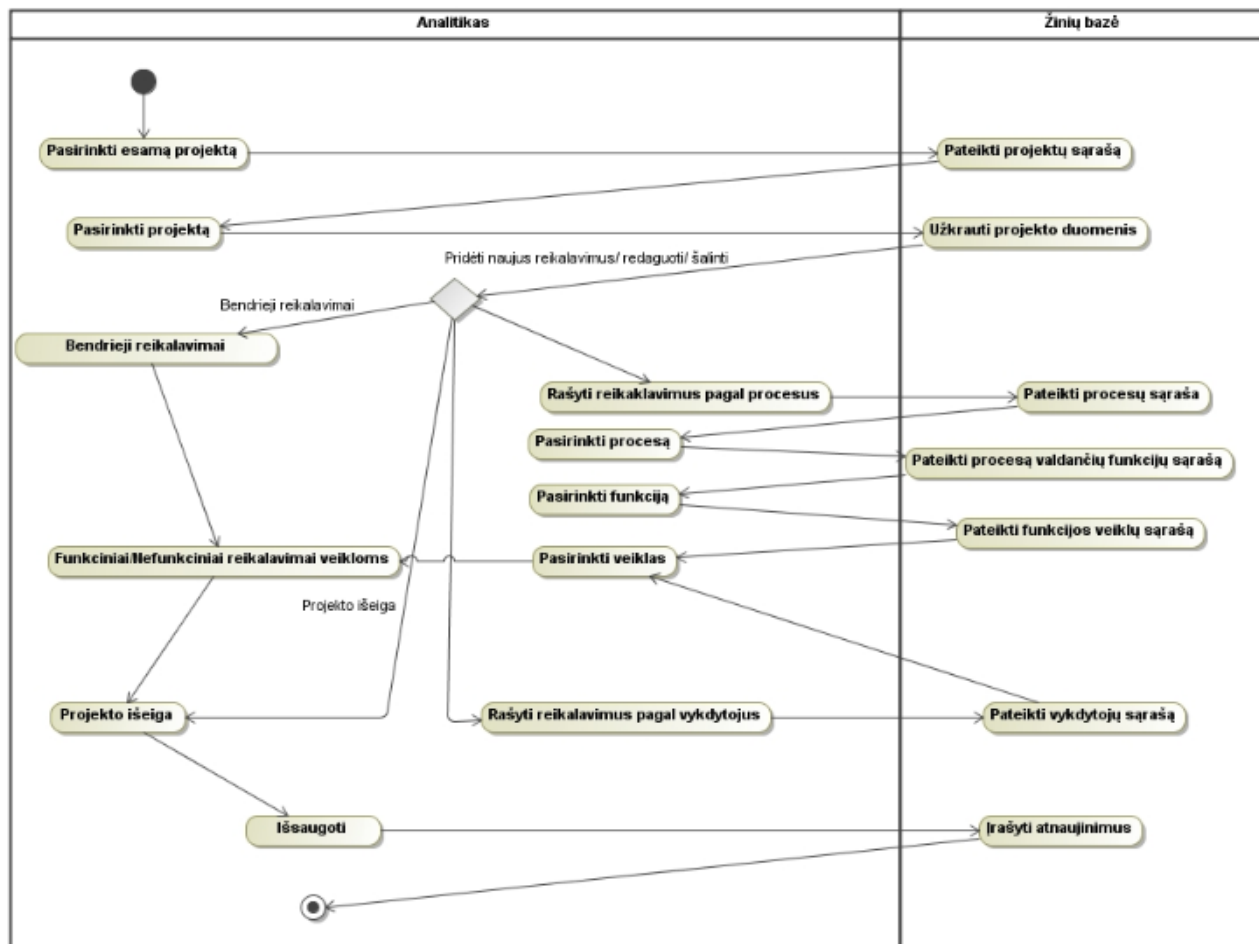 Analitikas
Žinių bazė
Pasirinkti esamą projektą
Pateikti projektų sąrašą
Pasirinkti projektą
Užkrauti projekto duomenis
Pridėti naujus reikalavimus/ redaguoti/ šalinti
Bendrieji reikalavimai
Bendrieji reikalavimai
Rašyti reikaklavimus pagal procesus
Pateikti procesų sąraša
Pasirinkti procesą
Pateikti procesą valdančių funkcijų sąrašą
Pasirinkti funkciją
Pateikti funkcijos veiklų sąrašą
Funkciniai/Nefunkciniai reikalavimai veikloms
Pasirinkti veiklas
Projekto išeiga
Projekto išeiga
Rašyti reikalavimus pagal vykdytojus
Pateikti vykdytojų sąrašą
Išsaugoti
Įrašyti atnaujinimus